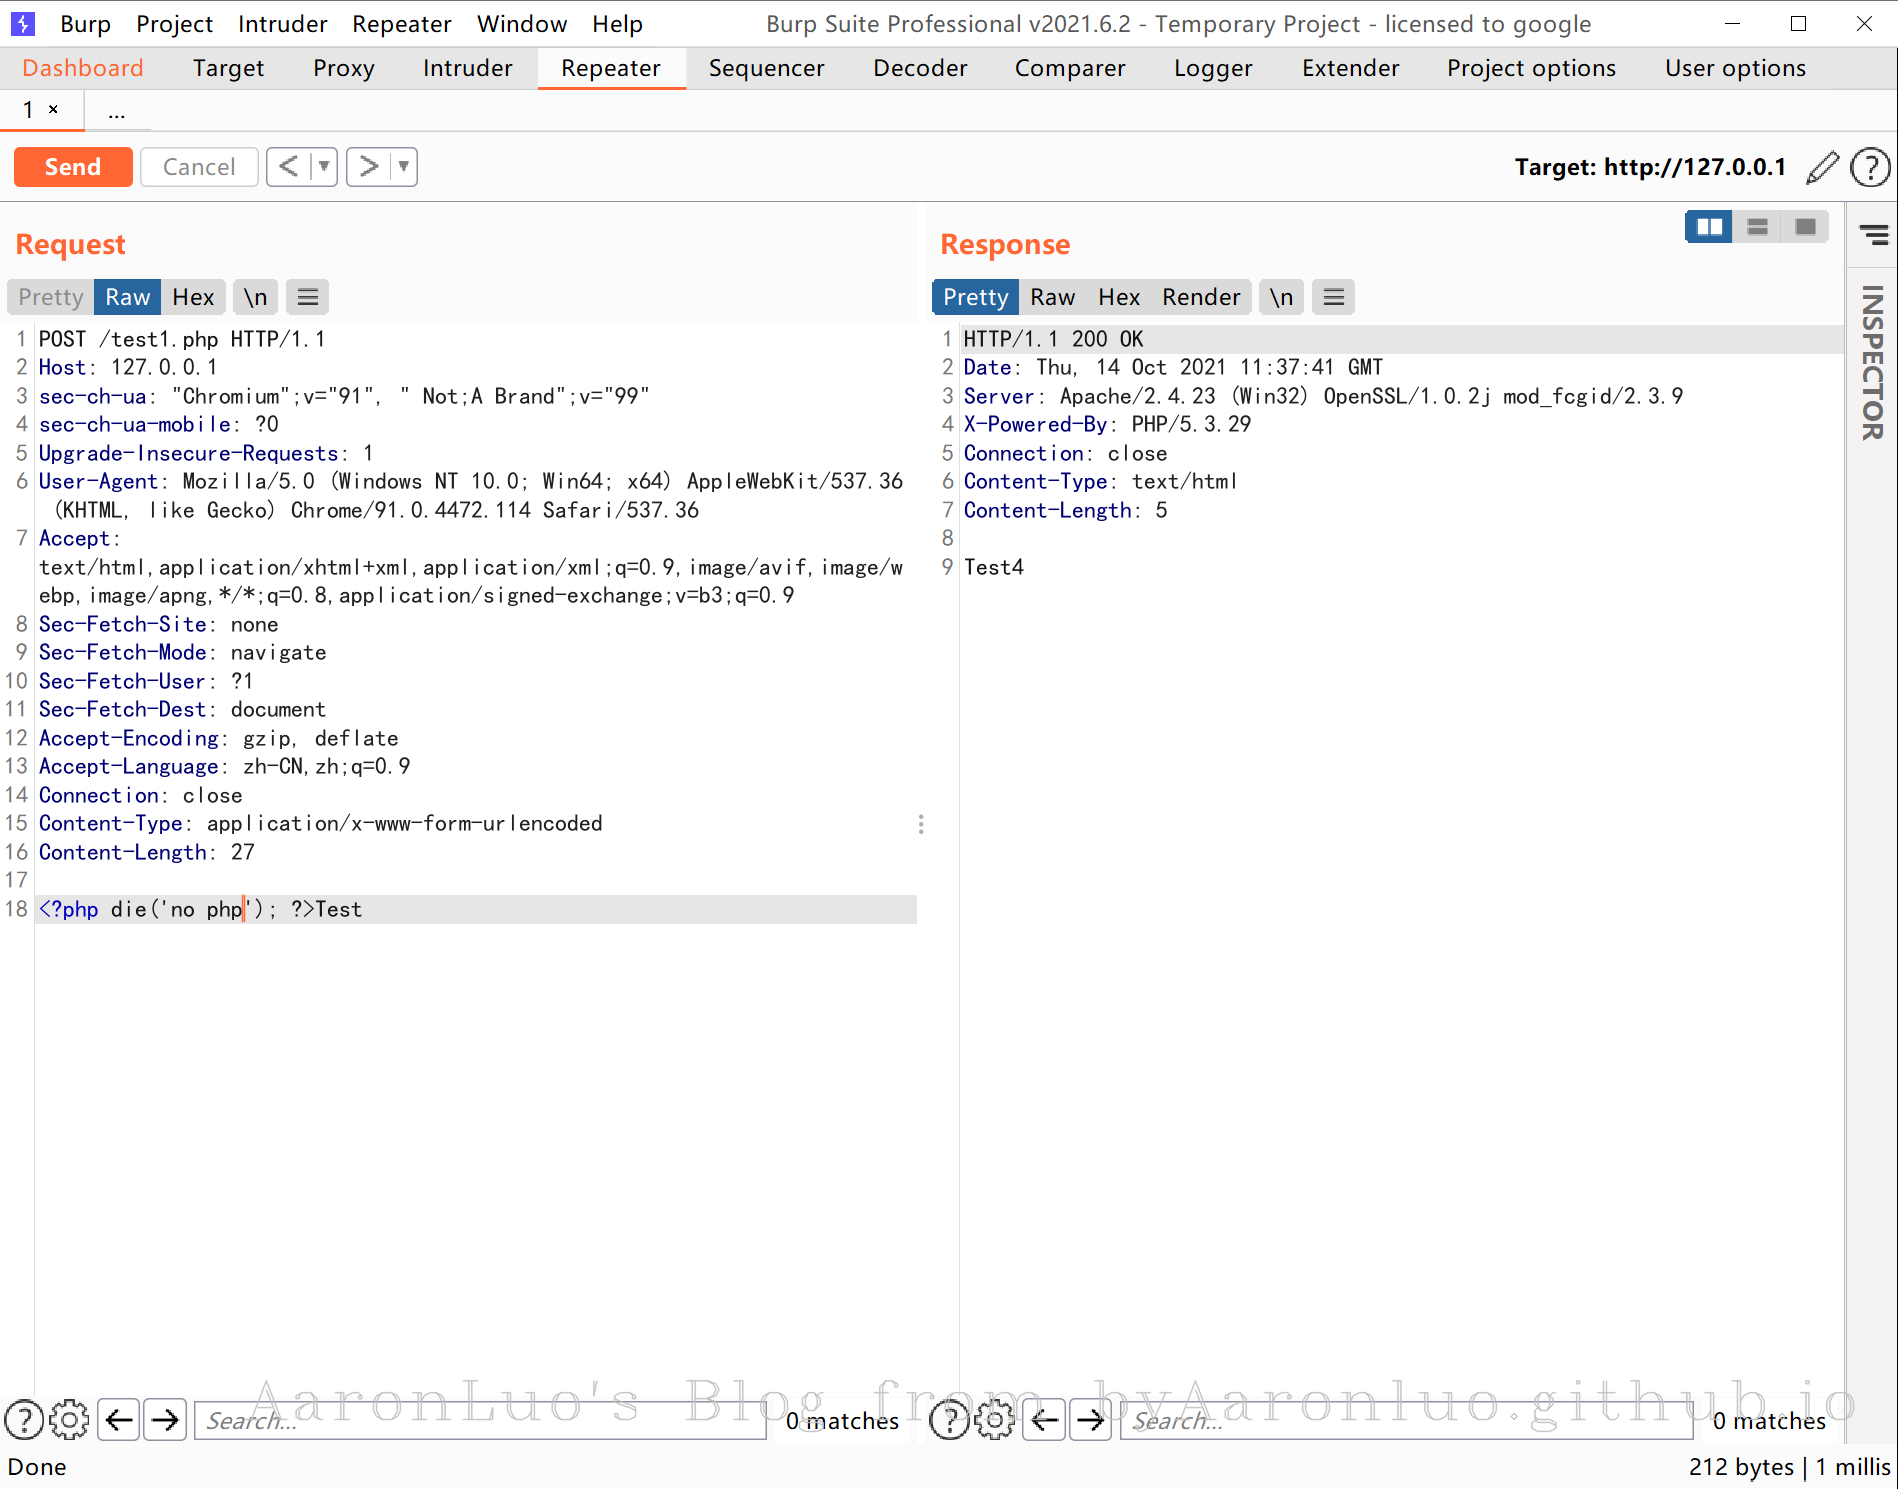 Burp Project Intruder Repeater Window Help Burp Suite Professional v2021.6.2 - Temporary Project - licensed to google
Dashboard Target Proxy Intruder Repeater Sequencer Decoder Comparer Logger Extender Project options User options
1 × ...
Send Cancel < > Target: http://127.0.0.1 ?
Request
Pretty Raw Hex \n
1 POST /test1.php HTTP/1.1
2 Host: 127.0.0.1
3 sec-ch-ua: "Chromium";v="91", " Not;A Brand";v="99"
4 sec-ch-ua-mobile: ?0
5 Upgrade-Insecure-Requests: 1
6 User-Agent: Mozilla/5.0 (Windows NT 10.0; Win64; x64) AppleWebKit/537.36
(KHTML, like Gecko) Chrome/91.0.4472.114 Safari/537.36
7 Accept:
text/html,application/xhtml+xml,application/xml;q=0.9,image/avif,image/w
ebp,image/apng,*/*;q=0.8,application/signed-exchange;v=b3;q=0.9
8 Sec-Fetch-Site: none
9 Sec-Fetch-Mode: navigate
10 Sec-Fetch-User: ?1
11 Sec-Fetch-Dest: document
12 Accept-Encoding: gzip, deflate
13 Accept-Language: zh-CN,zh;q=0.9
14 Connection: close
15 Content-Type: application/x-www-form-urlencoded
16 Content-Length: 27
17
18 <?php die('no php'); ?>Test
Response
Pretty Raw Hex Render \n
1 HTTP/1.1 200 OK
2 Date: Thu, 14 Oct 2021 11:37:41 GMT
3 Server: Apache/2.4.23 (Win32) OpenSSL/1.0.2j mod_fcgid/2.3.9
4 X-Powered-By: PHP/5.3.29
5 Connection: close
6 Content-Type: text/html
7 Content-Length: 5
8
9 Test4
INSPECTOR
AaronLuo's Blog from byAaronluo.github.io
? Search... 0 matches ? Search... 0 matches
Done 212 bytes | 1 millis